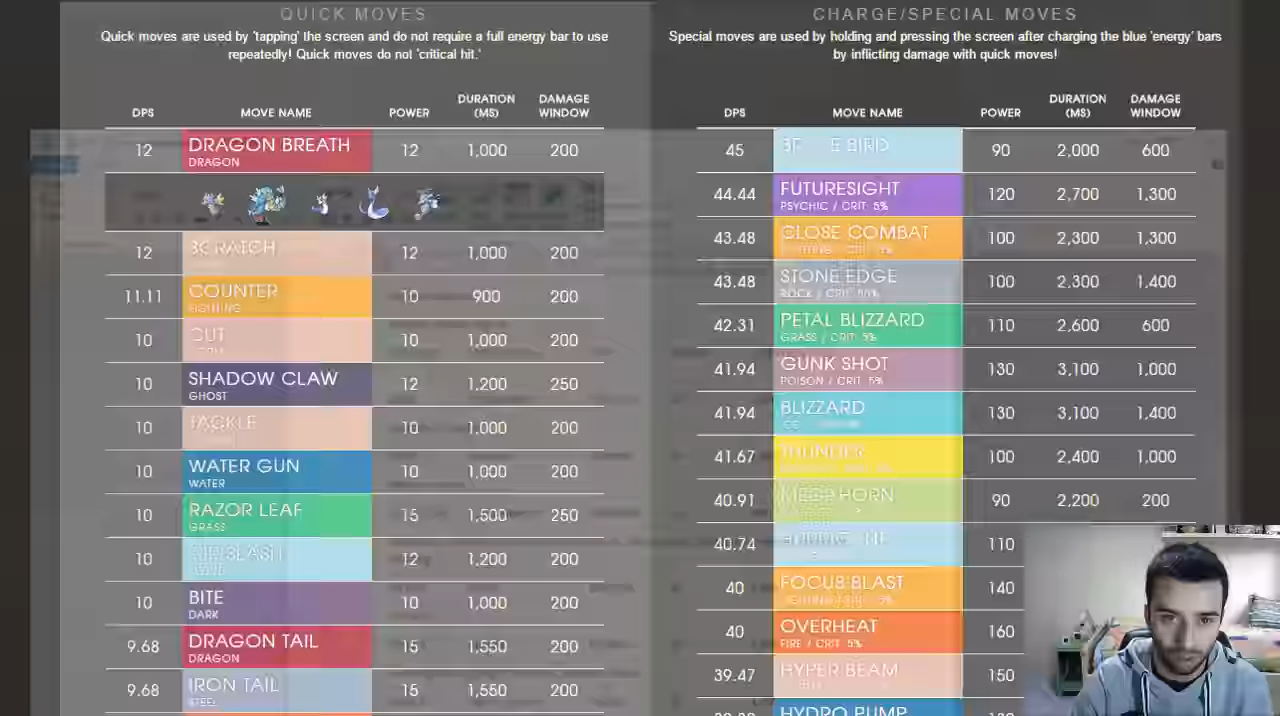 QUICK MOVES
Quick moves are used by 'tapping' the screen and do not require a full energy bar to use
repeatedly! Quick moves do not 'critical hit.'
DPS MOVE NAME POWER DURATION (MS) DAMAGE WINDOW
12 DRAGON BREATH 12 1,000 200
DRAGON
12 SCRATCH 12 1,000 200
11.11 COUNTER 10 900 200
FIGHTING
10 CUT 10 1,000 200
10 SHADOW CLAW 12 1,200 250
GHOST
10 TACKLE 10 1,000 200
10 WATER GUN 10 1,000 200
WATER
10 RAZOR LEAF 15 1,500 250
GRASS
10 12 1,200 200
10 BITE 10 1,000 200
DARK
9.68 DRAGON TAIL 15 1,550 200
DRAGON
9.68 IRON TAIL 15 1,550 200
STEEL
CHARGE/SPECIAL MOVES
Special moves are used by holding and pressing the screen after charging the blue 'energy' bars
by inflicting damage with quick moves!
DPS MOVE NAME POWER DURATION (MS) DAMAGE WINDOW
45 BIRD 90 2,000 600
44.44 FUTURESIGHT 120 2,700 1,300
PSYCHIC / CRIT: 5%
43.48 CLOSE COMBAT 100 2,300 1,300
43.48 STONE EDGE 100 2,300 1,400
ROCK / CRIT: 50%
42.31 PETAL BLIZZARD 110 2,600 600
GRASS / CRIT: 5%
41.94 GUNK SHOT 130 3,100 1,000
POISON / CRIT: 5%
41.94 BLIZZARD 130 3,100 1,400
41.67 THUNDER 100 2,400 1,000
40.91 MEGAHORN 90 2,200 200
40.74 110
40 FOCUS BLAST 140
40 OVERHEAT 160
FIRE / CRIT: 5%
39.47 HYPER BEAM 150
HYDRO PUMP